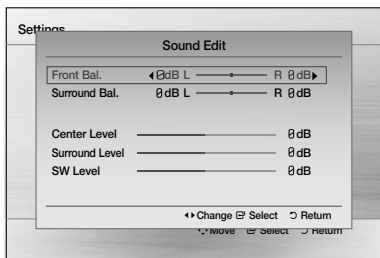 Settings
Sound Edit
Front Bal. ◀0dB L R 0dB▶
Surround Bal. 0dB L R 0dB
Center Level 0dB
Surround Level 0dB
SW Level 0dB
◀▶Change Select Return
Move Select Return